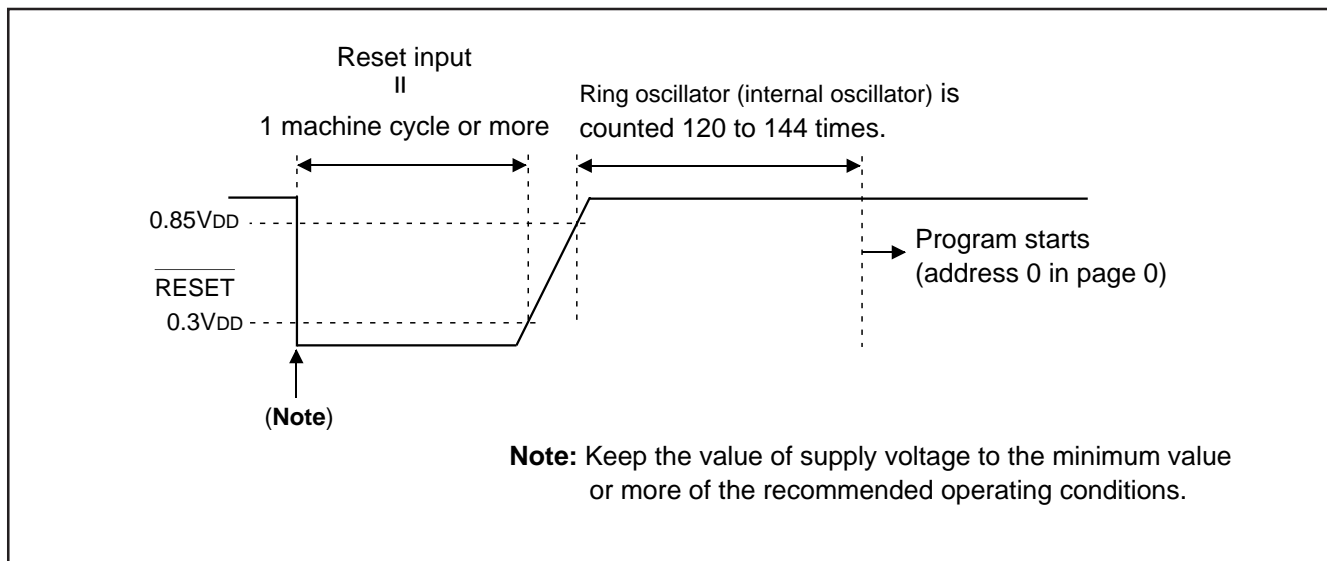 Reset input
=
1 machine cycle or more
Ring oscillator (internal oscillator) is
counted 120 to 144 times.
0.85VDD
RESET
0.3VDD
Program starts
(address 0 in page 0)
(Note)
Note: Keep the value of supply voltage to the minimum value
or more of the recommended operating conditions.